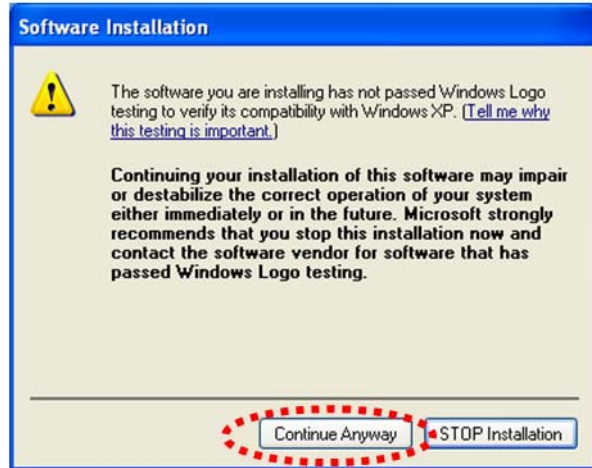 Software Installation
The software you are installing has not passed Windows Logo
testing to verify its compatibility with Windows XP. (Tell me why
this testing is important.)
Continuing your installation of this software may impair
or destabilize the correct operation of your system
either immediately or in the future. Microsoft strongly
recommends that you stop this installation now and
contact the software vendor for software that has
passed Windows Logo testing.
Continue Anyway
STOP Installation